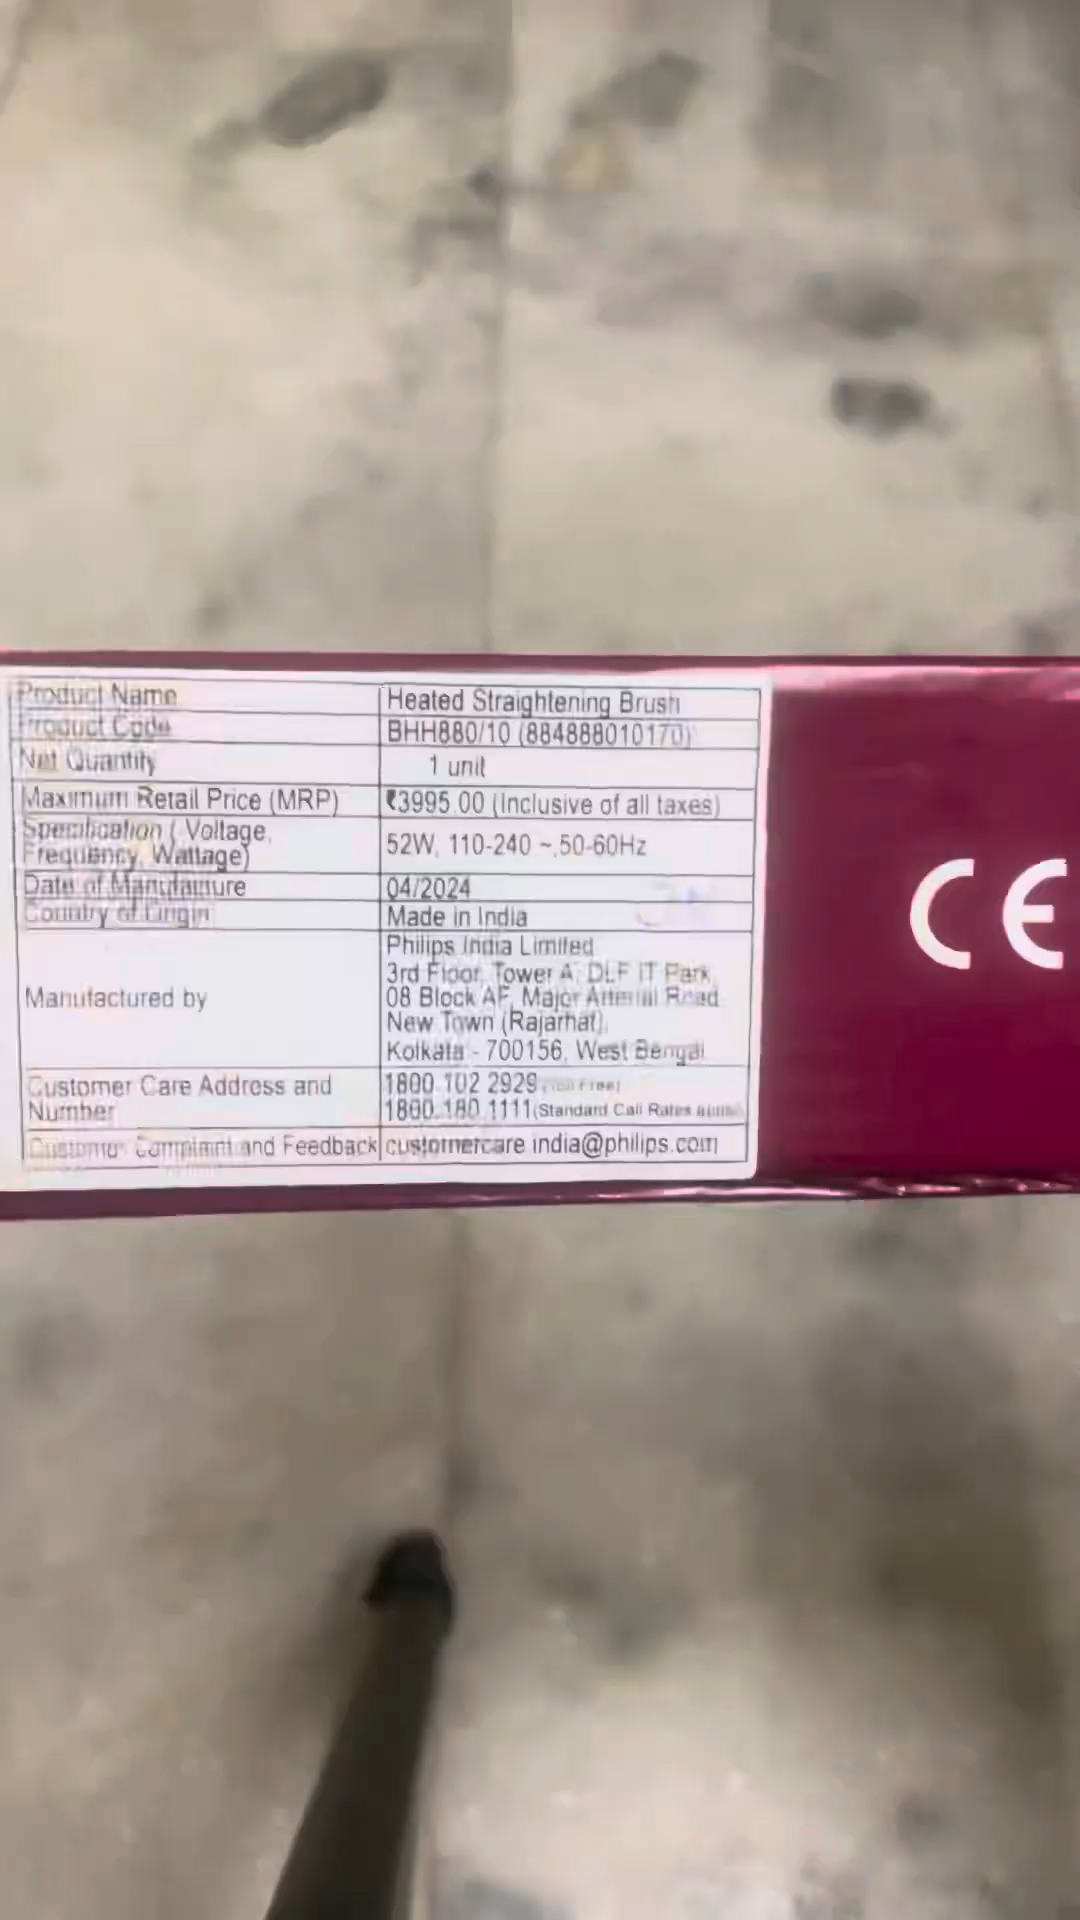 Product Name Heated Straightening Brush
Product Code BHH880/10 (884888010170)
Net Quantity 1 unit
Maximum Retail Price (MRP) ₹3995.00 (Inclusive of all taxes)
Specification ( Voltage,
Frequency, Wattage) 52W, 110-240 ~,50-60Hz
Date of Manufacture 04/2024
Country of Origin Made in India
Manufactured by
Philips India Limited
3rd Floor, Tower A, DLF IT Park,
08 Block AF, Major Arterial Road
New Town (Rajarhat),
Kolkata - 700156, West Bengal
Customer Care Address and
Number
1800.102.2929 (Toll Free)
1800.180.1111 (Standard Call Rates
Customer Complaint and Feedback customercare.india@philips.com
CE